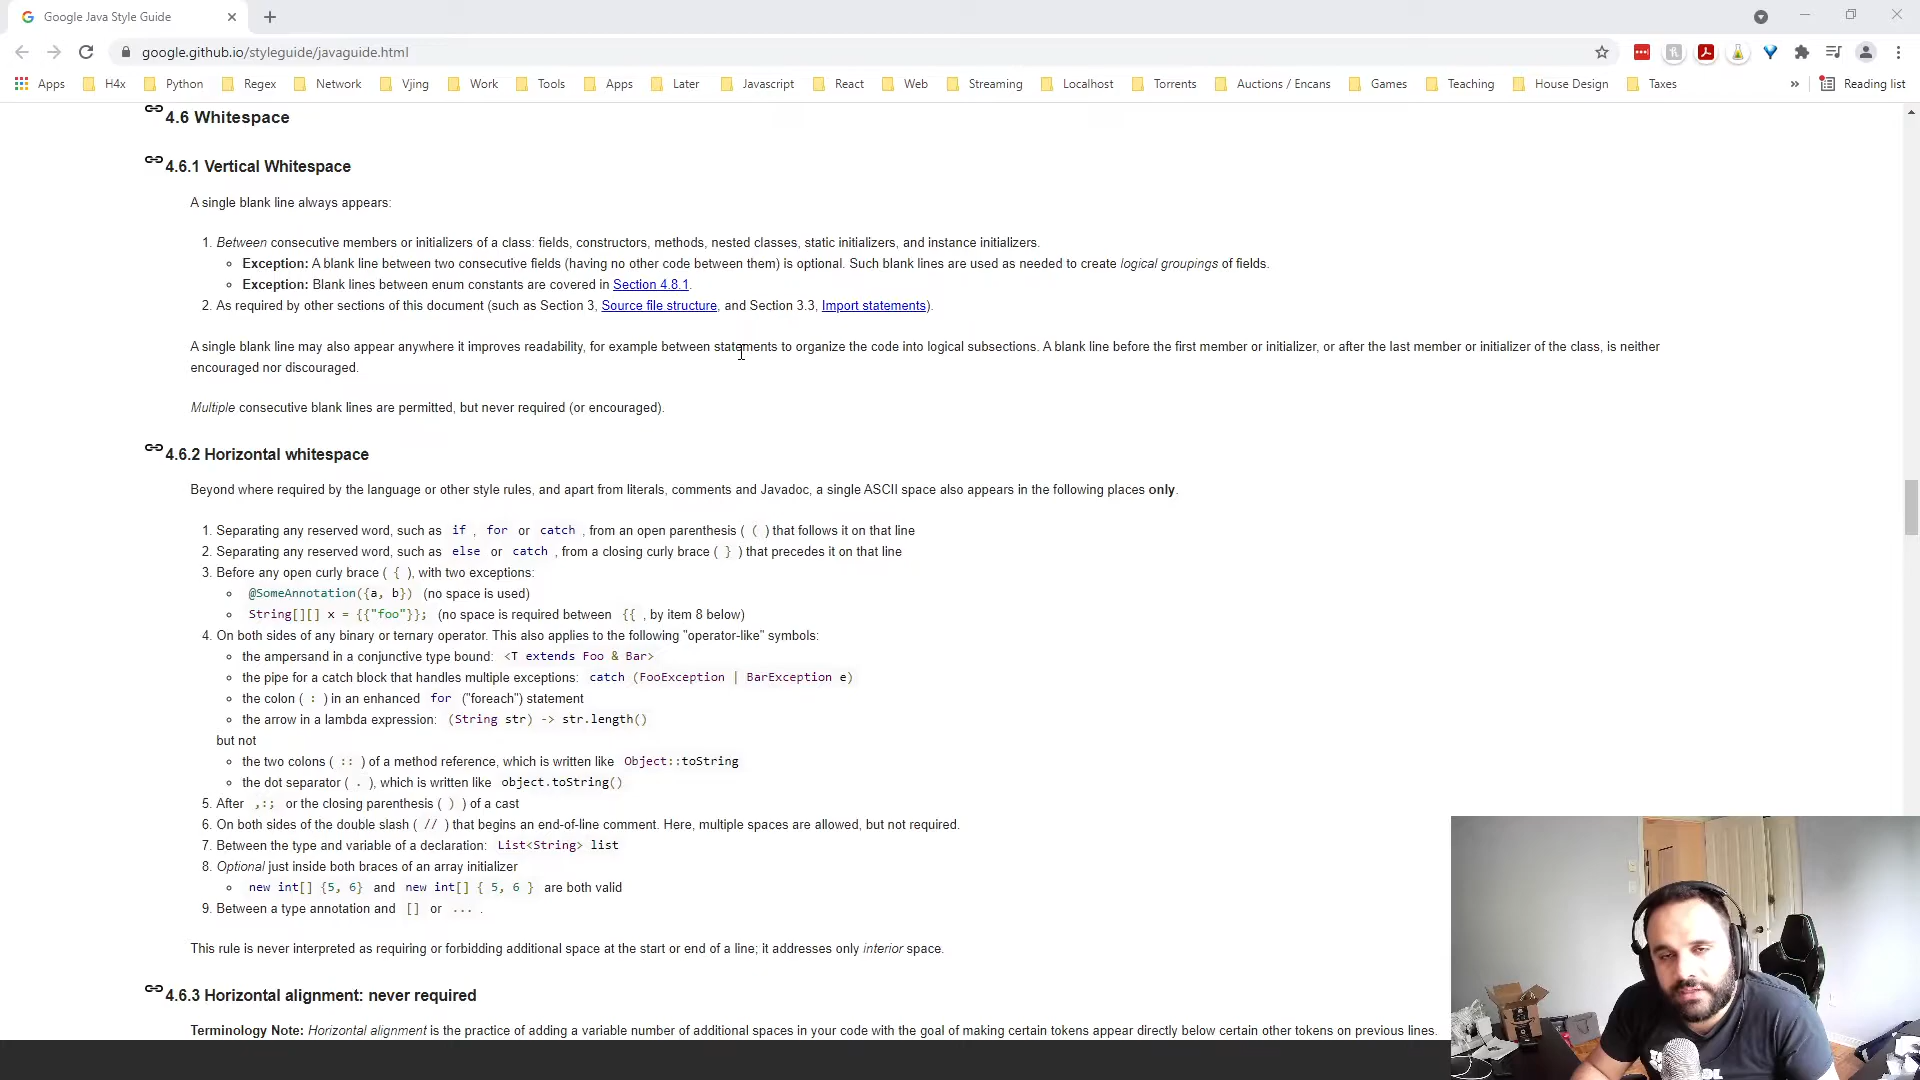 Google Java Style Guide
google.github.io/styleguide/javaguide.html
Apps H4x Python Regex Network Vjing Work Tools Apps Later Javascript React Web Streaming Localhost Torrents Auctions / Encans Games Teaching House Design Taxes » Reading list
4.6 Whitespace
4.6.1 Vertical Whitespace
A single blank line always appears:
1. Between consecutive members or initializers of a class: fields, constructors, methods, nested classes, static initializers, and instance initializers.
Exception: A blank line between two consecutive fields (having no other code between them) is optional. Such blank lines are used as needed to create logical groupings of fields.
Exception: Blank lines between enum constants are covered in Section 4.8.1.
2. As required by other sections of this document (such as Section 3, Source file structure, and Section 3.3, Import statements).
A single blank line may also appear anywhere it improves readability, for example between statements to organize the code into logical subsections. A blank line before the first member or initializer, or after the last member or initializer of the class, is neither
encouraged nor discouraged.
Multiple consecutive blank lines are permitted, but never required (or encouraged).
4.6.2 Horizontal whitespace
Beyond where required by the language or other style rules, and apart from literals, comments and Javadoc, a single ASCII space also appears in the following places only.
1. Separating any reserved word, such as if, for or catch, from an open parenthesis ( ( ) that follows it on that line
2. Separating any reserved word, such as else or catch, from a closing curly brace ( } ) that precedes it on that line
3. Before any open curly brace ( { ), with two exceptions:
@SomeAnnotation({a, b}) (no space is used)
String[][] x = {{"foo"}}; (no space is required between {{, by item 8 below)
4. On both sides of any binary or ternary operator. This also applies to the following "operator-like" symbols:
the ampersand in a conjunctive type bound: <T extends Foo & Bar>
the pipe for a catch block that handles multiple exceptions: catch (FooException | BarException e)
the colon ( : ) in an enhanced for ("foreach") statement
the arrow in a lambda expression: (String str) -> str.length()
but not
the two colons ( :: ) of a method reference, which is written like Object::toString
the dot separator ( . ), which is written like object.toString()
5. After ,:; or the closing parenthesis ( ) ) of a cast
6. On both sides of the double slash ( // ) that begins an end-of-line comment. Here, multiple spaces are allowed, but not required.
7. Between the type and variable of a declaration: List<String> list
8. Optional just inside both braces of an array initializer
new int[] {5, 6} and new int[] { 5, 6 } are both valid
9. Between a type annotation and [] or ... .
This rule is never interpreted as requiring or forbidding additional space at the start or end of a line; it addresses only interior space.
4.6.3 Horizontal alignment: never required
Terminology Note: Horizontal alignment is the practice of adding a variable number of additional spaces in your code with the goal of making certain tokens appear directly below certain other tokens on previous lines.